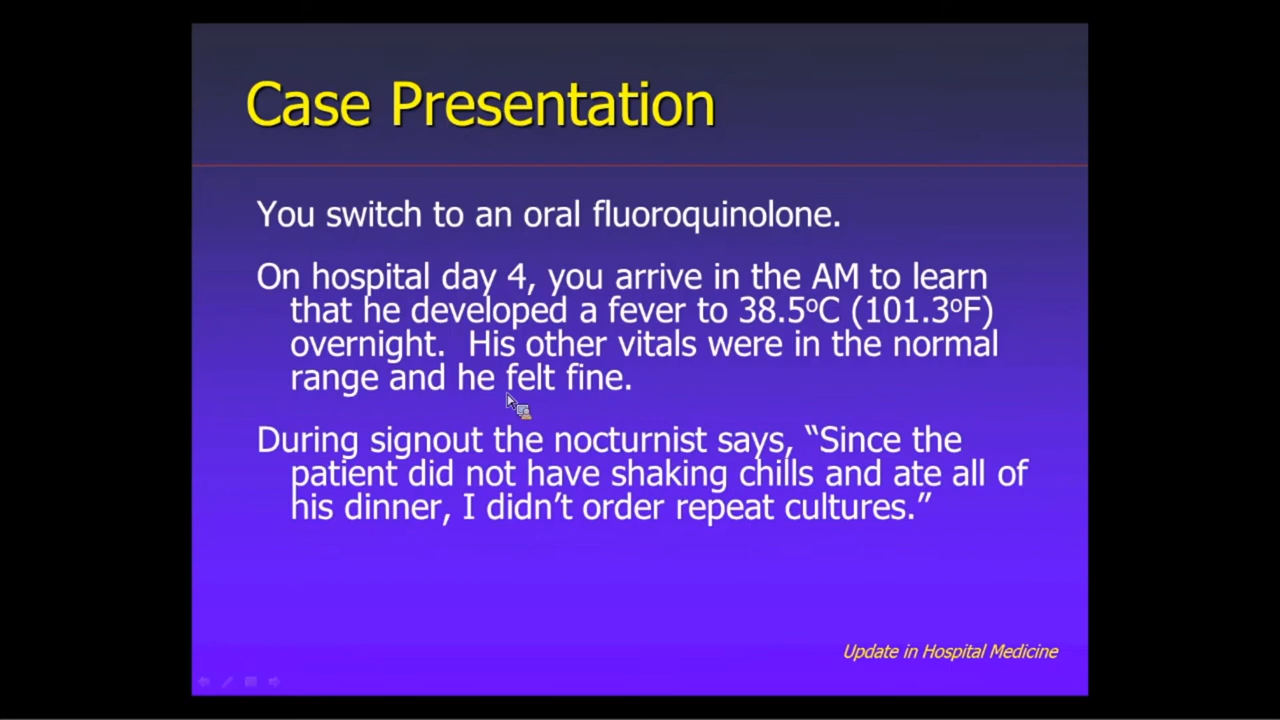 Case Presentation
You switch to an oral fluoroquinolone.
On hospital day 4, you arrive in the AM to learn
that he developed a fever to 38.5ºC (101.3ºF)
overnight.  His other vitals were in the normal
range and he felt fine.
During signout the nocturnist says, “Since the
patient did not have shaking chills and ate all of
his dinner, I didn’t order repeat cultures.”
Update in Hospital Medicine